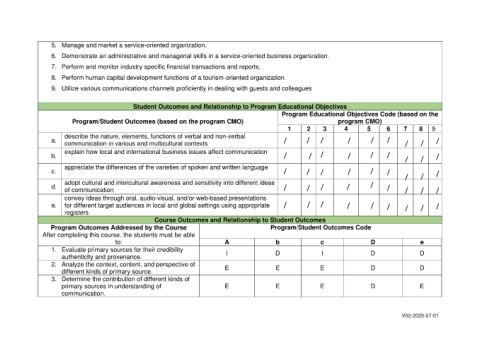 5. Manage and market a service-oriented organization.
6. Demonstrate an administrative and managerial skills in a service-oriented business organization.
7. Perform and monitor industry specific financial transactions and reports.
8. Perform human capital development functions of a tourism-oriented organization.
9. Utilize various communications channels proficiently in dealing with guests and colleagues
Student Outcomes and Relationship to Program Educational Objectives
Program/Student Outcomes (based on the program CMO)
Program Educational Objectives Code (based on the
program CMO)
1 2 3 4 5 6 7 8 9
a. describe the nature, elements, functions of verbal and non-verbal
communication in various and multicultural contexts
/ / / / / / / / /
b. explain how local and international business issues affect communication
/ / / / / / / / /
c. appreciate the differences of the varieties of spoken and written language
/ / / / / / / / /
d. adopt cultural and intercultural awareness and sensitivity into different ideas
of communication
/ / / / / / / / /
e. convey ideas through oral, audio-visual, and/or web-based presentations
for different target audiences in local and global settings using appropriate
registers
/ / / / / / / / /
Course Outcomes and Relationship to Student Outcomes
Program Outcomes Addressed by the Course
After completing this course, the students must be able
to:
Program/Student Outcomes Code
A b c D e
1. Evaluate primary sources for their credibility
authenticity and provenance.
I D I D D
2. Analyze the context, content, and perspective of
different kinds of primary source.
E E E D D
3. Determine the contribution of different kinds of
primary sources in understanding of
communication.
E E E D E
V02-2020-07-01